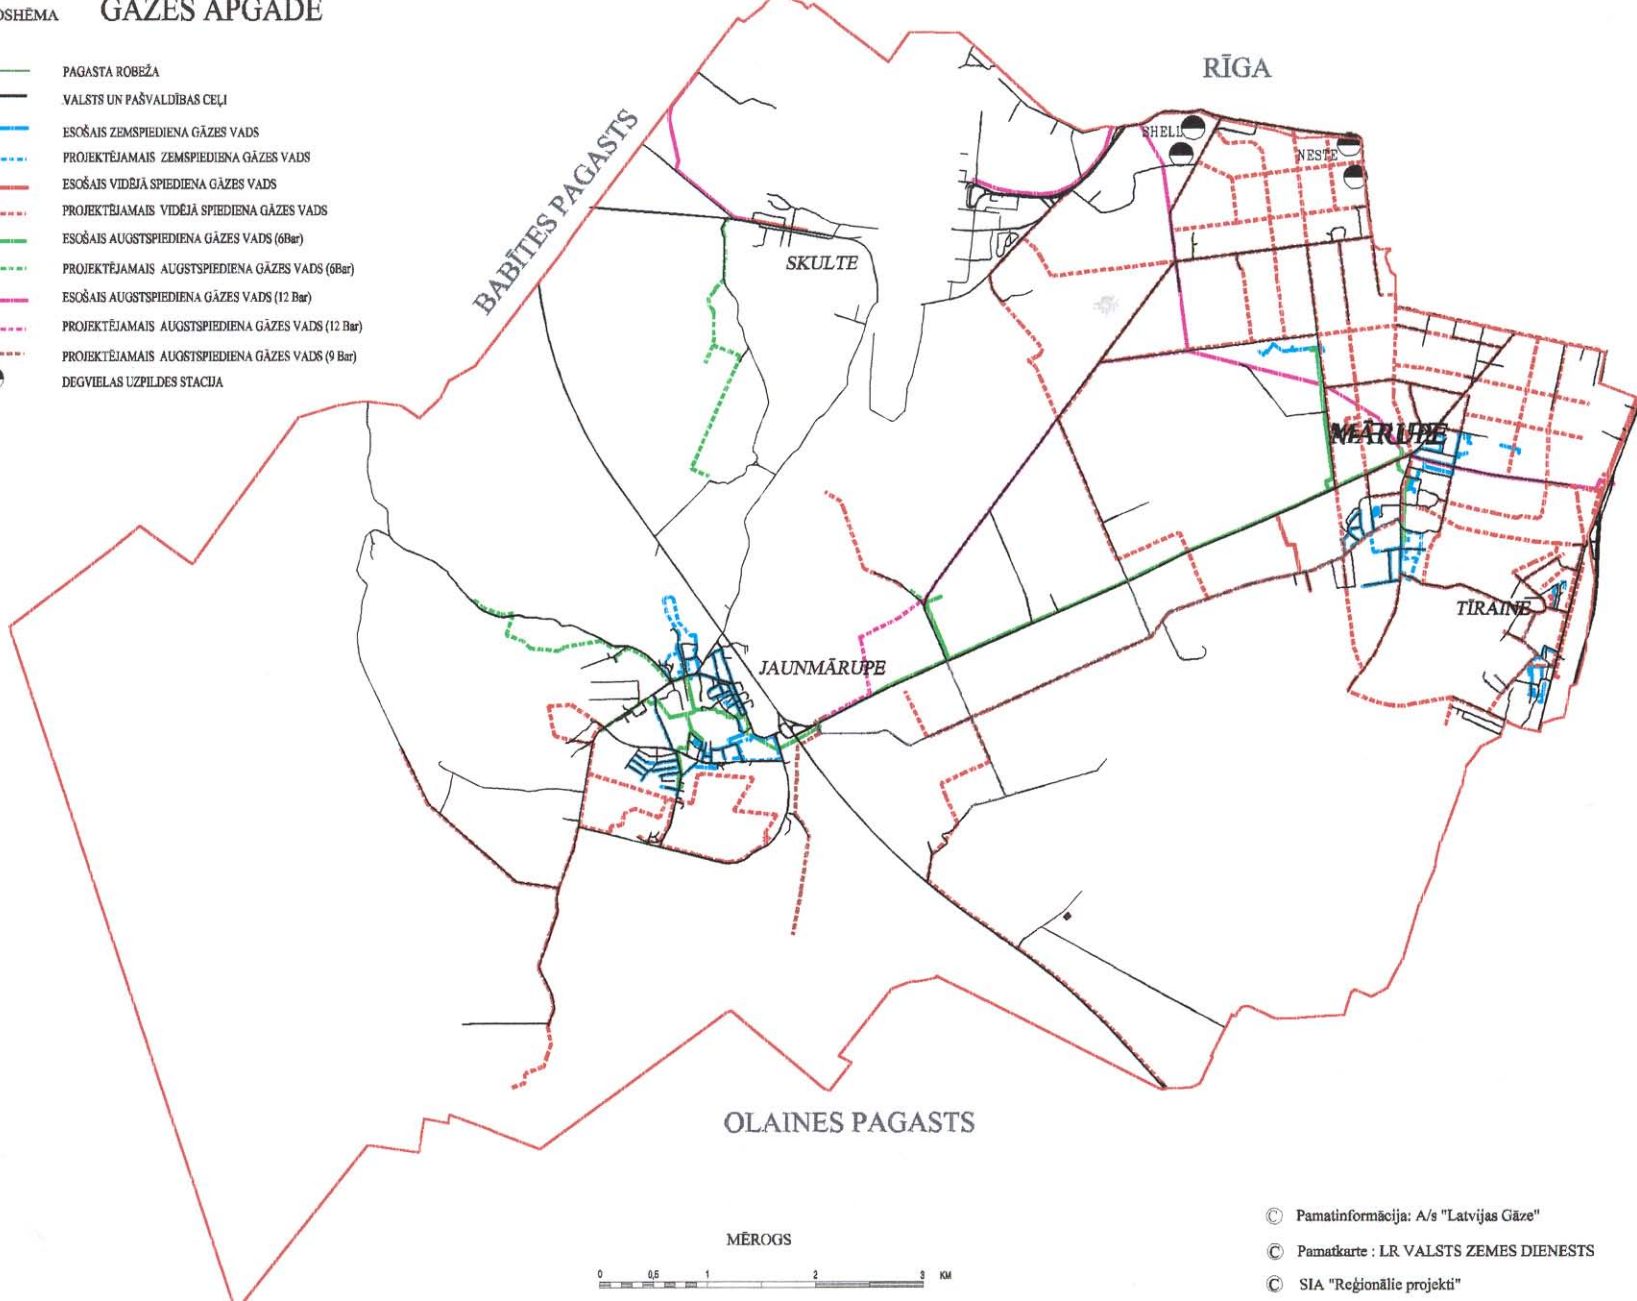 GĀZES APGĀDE
PAGASTA ROBEŽA
VALSTS UN PAŠVALDĪBAS CEĻI
ESOŠAIS ZEMSPIEDIENA GĀZES VADS
PROJEKTĒJAMAIS ZEMSPIEDIENA GĀZES VADS
ESOŠAIS VIDĒJĀ SPIEDIENA GĀZES VADS
PROJEKTĒJAMAIS VIDĒJĀ SPIEDIENA GĀZES VADS
ESOŠAIS AUGSTSPIEDIENA GĀZES VADS (6Bar)
PROJEKTĒJAMAIS AUGSTSPIEDIENA GĀZES VADS (6Bar)
ESOŠAIS AUGSTSPIEDIENA GĀZES VADS (12 Bar)
PROJEKTĒJAMAIS AUGSTSPIEDIENA GĀZES VADS (12 Bar)
PROJEKTĒJAMAIS AUGSTSPIEDIENA GĀZES VADS (9 Bar)
DEGVIELAS UZPILDES STACIJA
RĪGA
BABĪTES PAGASTS
SHELL
NESTE
SKULTE
MĀRUPE
TĪRAINE
JAUNMĀRUPE
OLAINES PAGASTS
MĒROGS
0 0,5 1 2 3 KM
© Pamatinformācija: A/s "Latvijas Gāze"
© Pamatkarte : LR VALSTS ZEMES DIENESTS
© SIA "Reģionālie projekti"